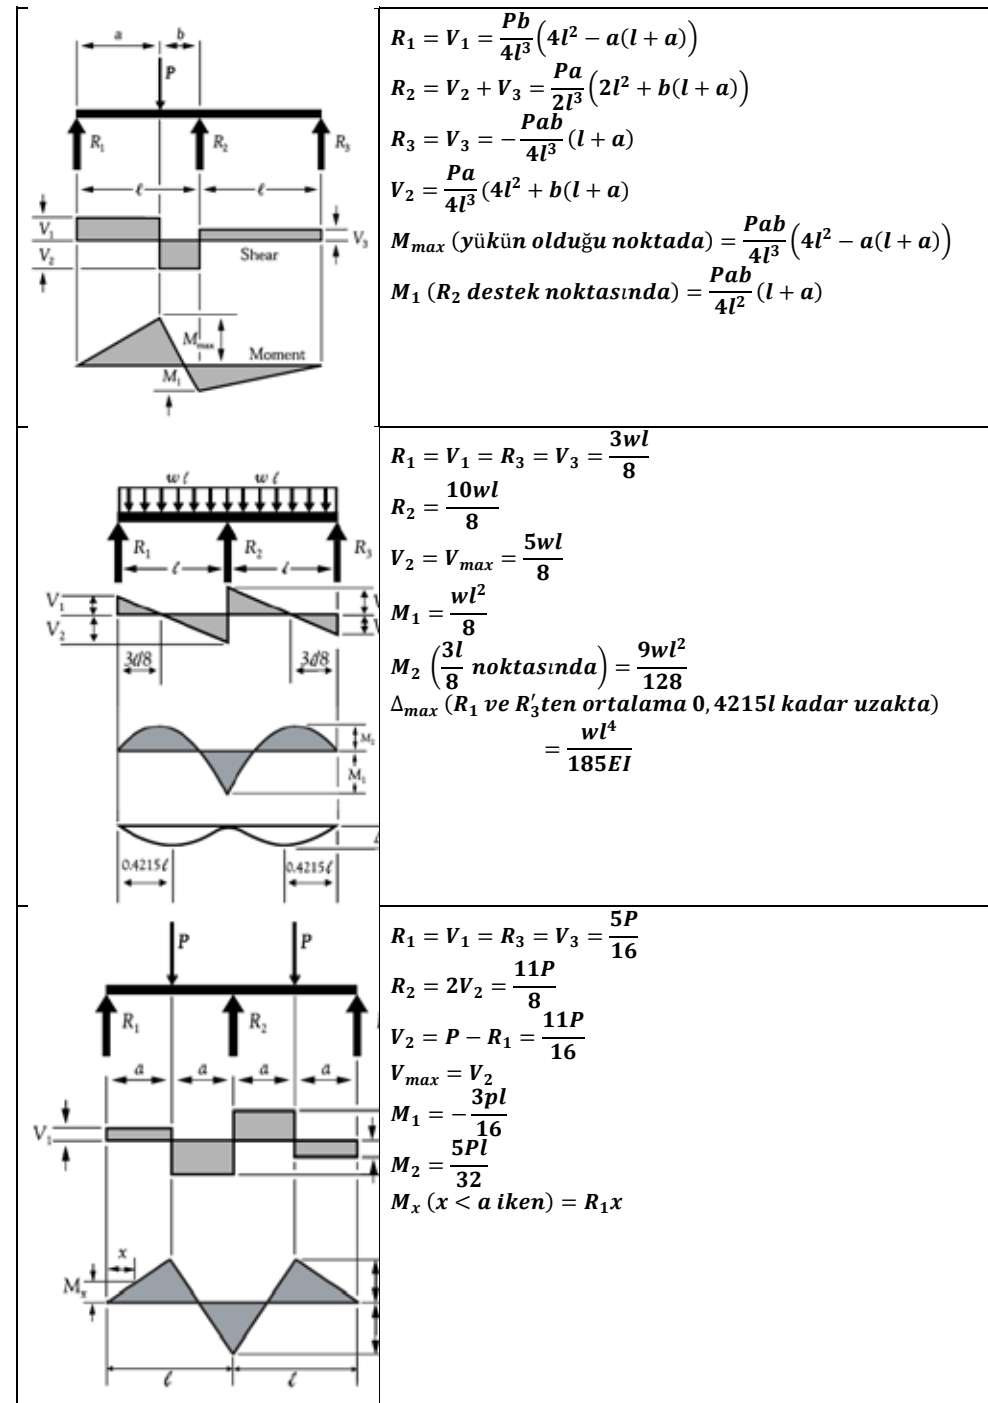 a
b
P
R₁
R₂
R₃
ℓ
ℓ
V₁
V₂
V₃
Shear
Mmax
Moment
M₁
R₁ = V₁ = Pb/4l³ (4l² − a(l + a))
R₂ = V₂ + V₃ = Pa/2l³ (2l² + b(l + a))
R₃ = V₃ = − Pab/4l³ (l + a)
V₂ = Pa/4l³ (4l² + b(l + a)
Mmax (yükün olduğu noktada) = Pab/4l³ (4l² − a(l + a))
M₁ (R₂ destek noktasında) = Pab/4l² (l + a)
wℓ
wℓ
R₁
R₂
R₃
ℓ
ℓ
V₁
V₂
3ℓ/8
3ℓ/8
M₂
M₁
0.4215ℓ
0.4215ℓ
R₁ = V₁ = R₃ = V₃ = 3wl/8
R₂ = 10wl/8
V₂ = Vmax = 5wl/8
M₁ = wl²/8
M₂ (3l/8 noktasında) = 9wl²/128
Δmax (R₁ ve R₃′ten ortalama 0,4215l kadar uzakta)
= wl⁴/185EI
P
P
R₁
R₂
a
a
a
a
V₁
x
Mx
ℓ
ℓ
R₁ = V₁ = R₃ = V₃ = 5P/16
R₂ = 2V₂ = 11P/8
V₂ = P − R₁ = 11P/16
Vmax = V₂
M₁ = − 3pl/16
M₂ = 5Pl/32
Mx (x < a iken) = R₁x